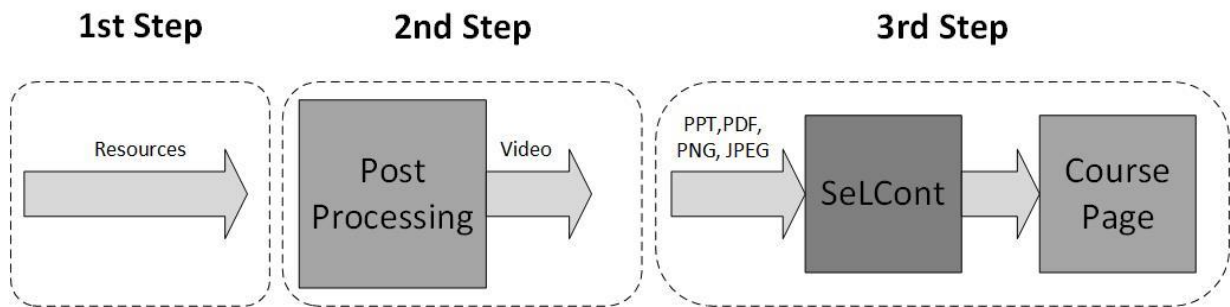 1st Step
2nd Step
3rd Step
Resources
Post
Processing
Video
PPT,PDF,
PNG, JPEG
SeLCont
Course
Page